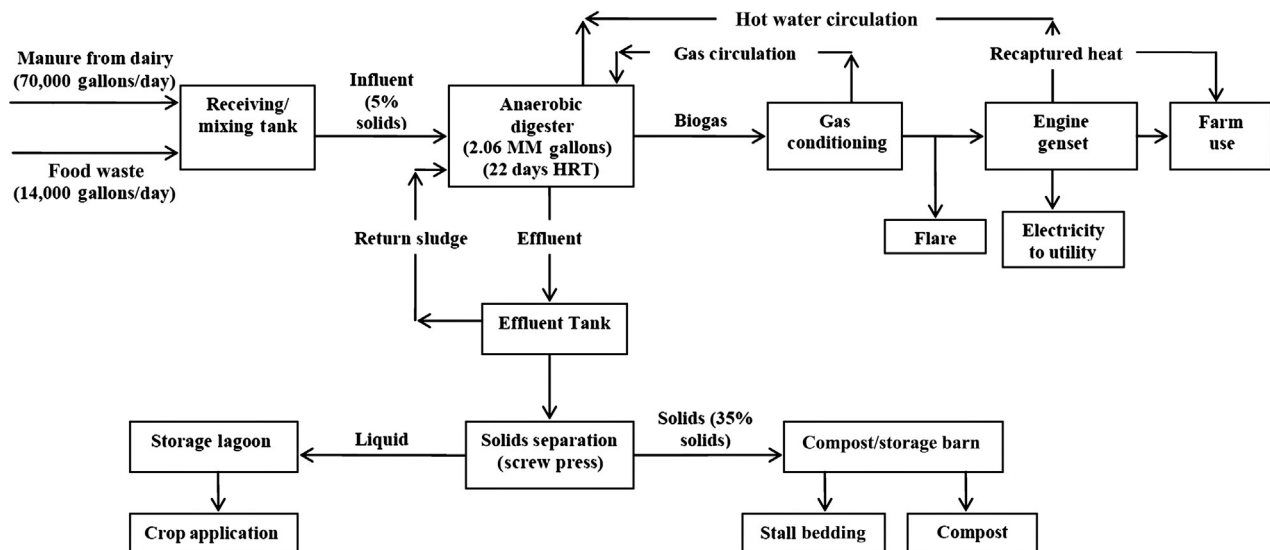 Hot water circulation
Manure from dairy
(70,000 gallons/day)
Gas circulation
Recaptured heat
Influent
(5%
solids)
Receiving/
mixing tank
Anaerobic
digester
(2.06 MM gallons)
(22 days HRT)
Biogas
Gas
conditioning
Engine
genset
Farm
use
Food waste
(14,000 gallons/day)
Return sludge
Effluent
Flare
Electricity
to utility
Effluent Tank
Storage lagoon
Liquid
Solids separation
(screw press)
Solids (35%
solids)
Compost/storage barn
Crop application
Stall bedding
Compost